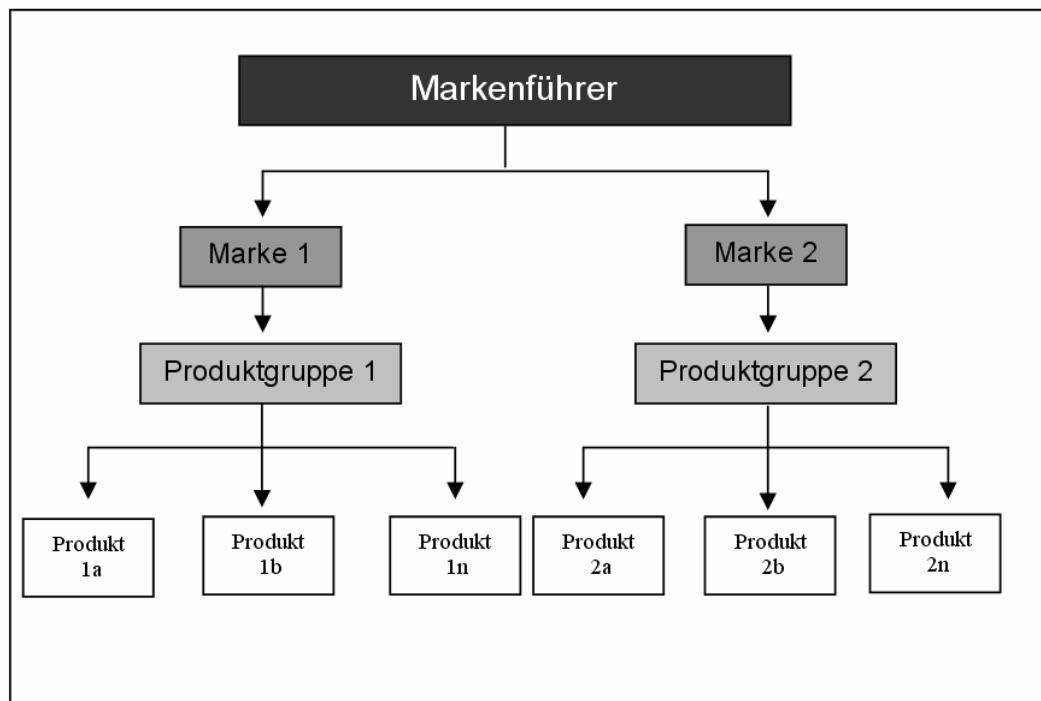 Markenführer
Marke 1
Marke 2
Produktgruppe 1
Produktgruppe 2
Produkt
1a
Produkt
1b
Produkt
1n
Produkt
2a
Produkt
2b
Produkt
2n